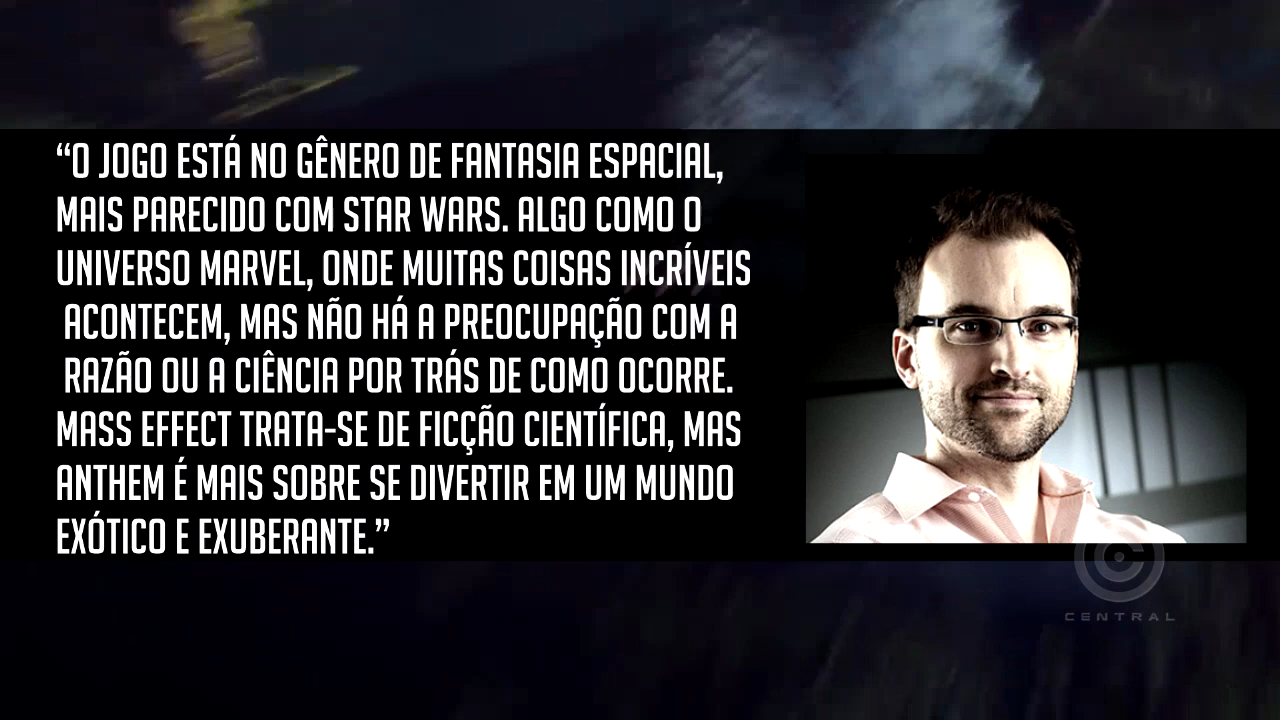 “O JOGO ESTÁ NO GÊNERO DE FANTASIA ESPACIAL,
MAIS PARECIDO COM STAR WARS. ALGO COMO O
UNIVERSO MARVEL, ONDE MUITAS COISAS INCRÍVEIS
ACONTECEM, MAS NÃO HÁ A PREOCUPAÇÃO COM A
RAZÃO OU A CIÊNCIA POR TRÁS DE COMO OCORRE.
MASS EFFECT TRATA-SE DE FICÇÃO CIENTÍFICA, MAS
ANTHEM É MAIS SOBRE SE DIVERTIR EM UM MUNDO
EXÓTICO E EXUBERANTE.”
CENTRAL